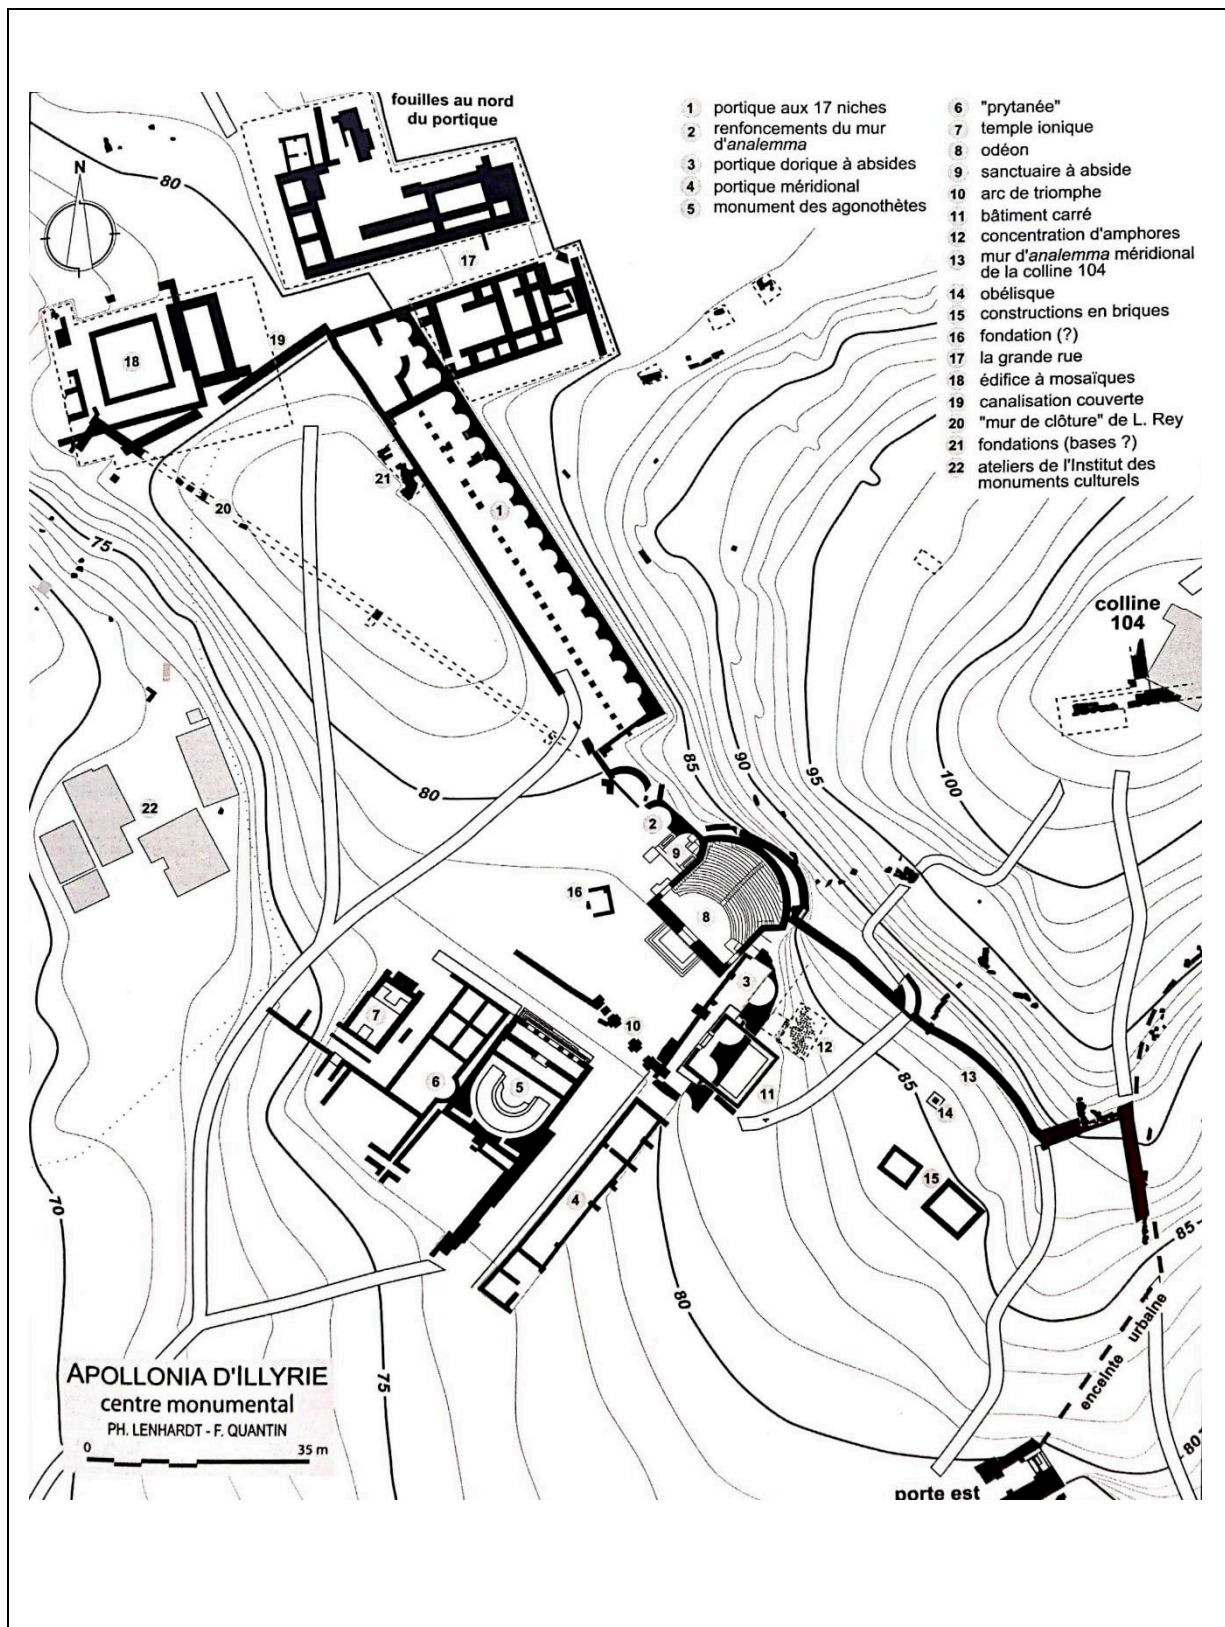 fouilles au nord
du portique
1 portique aux 17 niches
2 renfoncements du mur
d'analemma
3 portique dorique à absides
4 portique méridional
5 monument des agonothètes
6 "prytanée"
7 temple ionique
8 odéon
9 sanctuaire à abside
10 arc de triomphe
11 bâtiment carré
12 concentration d'amphores
13 mur d'analemma méridional
de la colline 104
14 obélisque
15 constructions en briques
16 fondation (?)
17 la grande rue
18 édifice à mosaïques
19 canalisation couverte
20 "mur de clôture" de L. Rey
21 fondations (bases ?)
22 ateliers de l'Institut des
monuments culturels
N
80
17
19
18
21
20
1
75
colline
104
85
90
95
100
80
22
2
9
16
8
3
7
10
12
6
5
11
85
13
14
15
4
70
80
85
75
enceinte urbaine
80
porte est
APOLLONIA D'ILLYRIE
centre monumental
PH. LENHARDT - F. QUANTIN
0 35 m